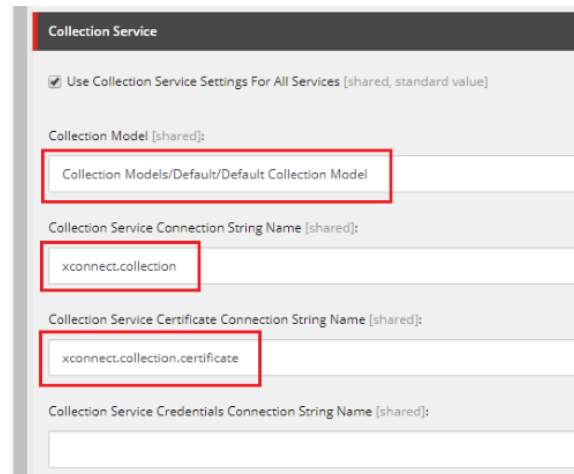 Collection Service
Use Collection Service Settings For All Services [shared, standard value]
Collection Model [shared]:
Collection Models/Default/Default Collection Model
Collection Service Connection String Name [shared]:
xconnect.collection
Collection Service Certificate Connection String Name [shared]:
xconnect.collection.certificate
Collection Service Credentials Connection String Name [shared]: